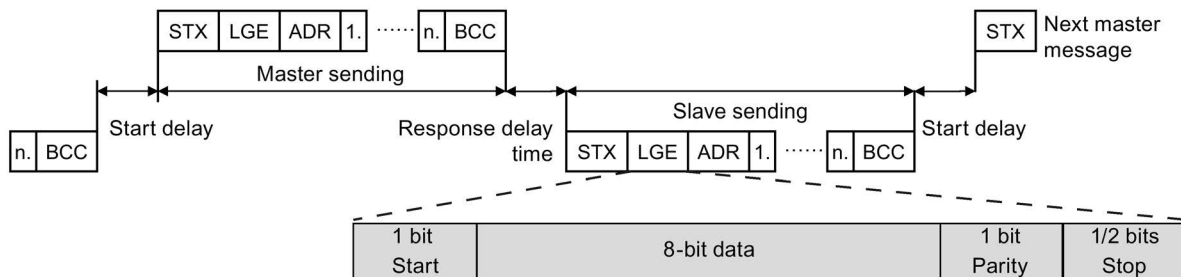 STX LGE ADR 1. ...... n. BCC
STX
Next master
message
Master sending
Slave sending
Start delay
Response delay
time
Start delay
n. BCC
STX LGE ADR 1. ...... n. BCC
1 bit
Start
8-bit data
1 bit
Parity
1/2 bits
Stop